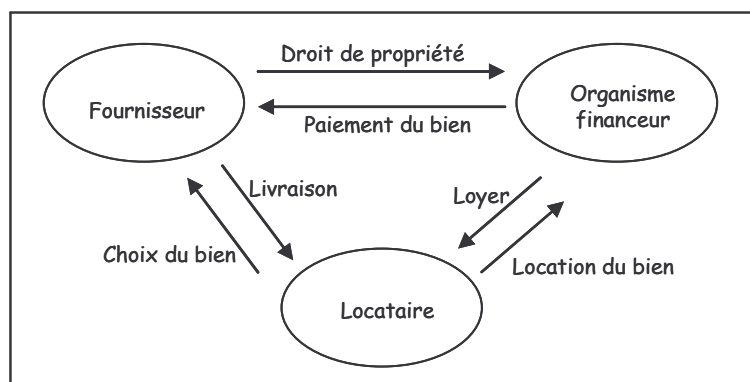 Droit de propriété
Fournisseur
Organisme
financeur
Paiement du bien
Livraison
Loyer
Choix du bien
Location du bien
Locataire